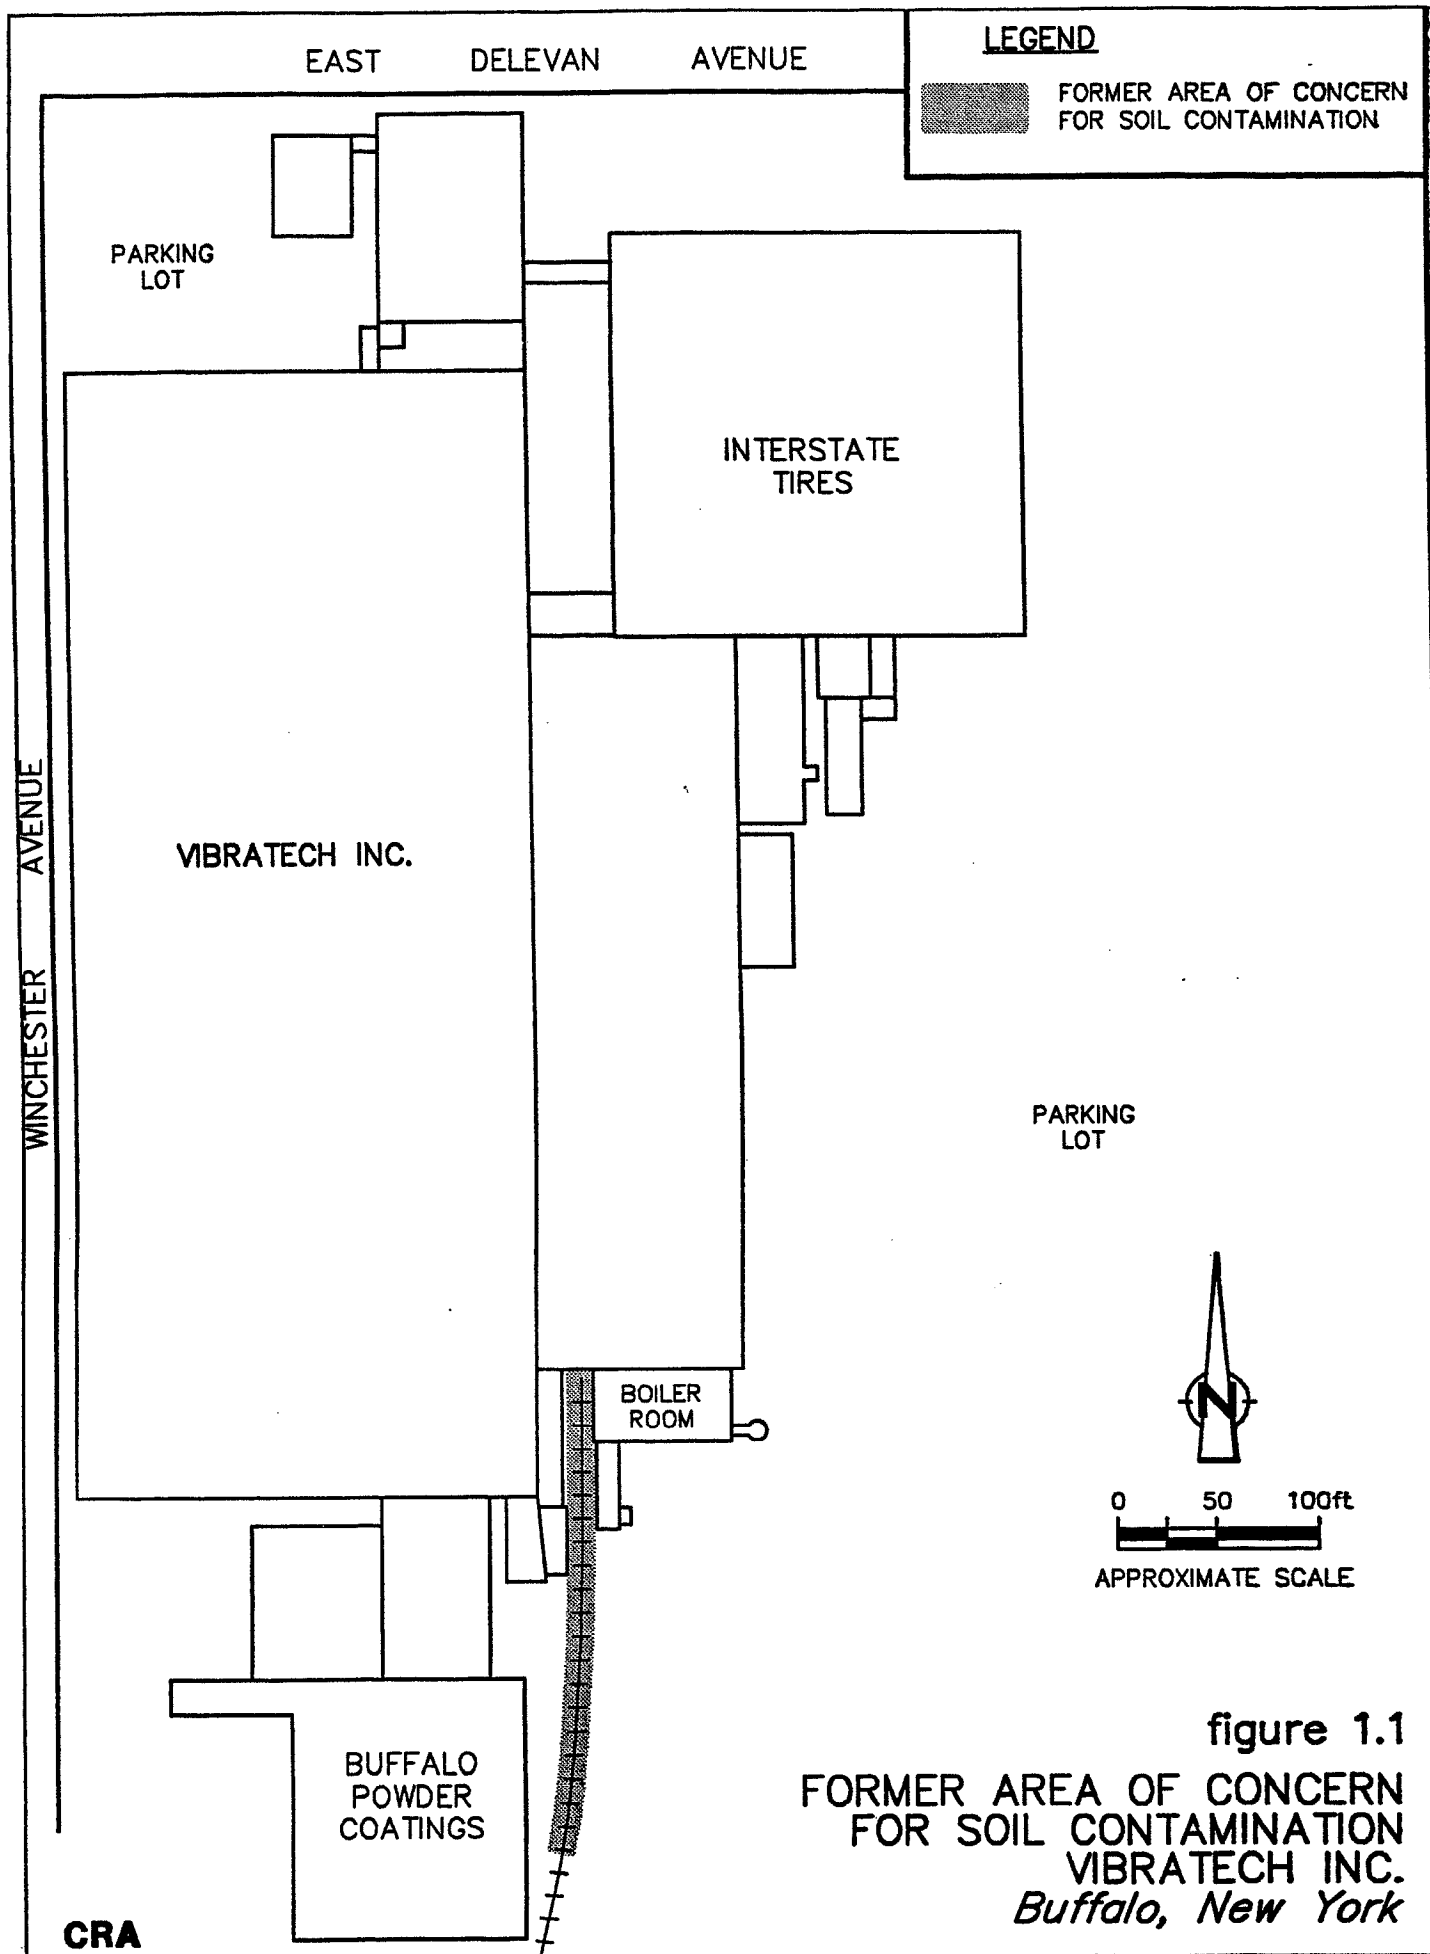 EAST DELEVAN AVENUE
LEGEND
FORMER AREA OF CONCERN
FOR SOIL CONTAMINATION
PARKING
LOT
INTERSTATE
TIRES
WINCHESTER AVENUE
VIBRATECH INC.
PARKING
LOT
BOILER
ROOM
N
0 50 100ft
APPROXIMATE SCALE
BUFFALO
POWDER
COATINGS
figure 1.1
FORMER AREA OF CONCERN
FOR SOIL CONTAMINATION
VIBRATECH INC.
Buffalo, New York
CRA